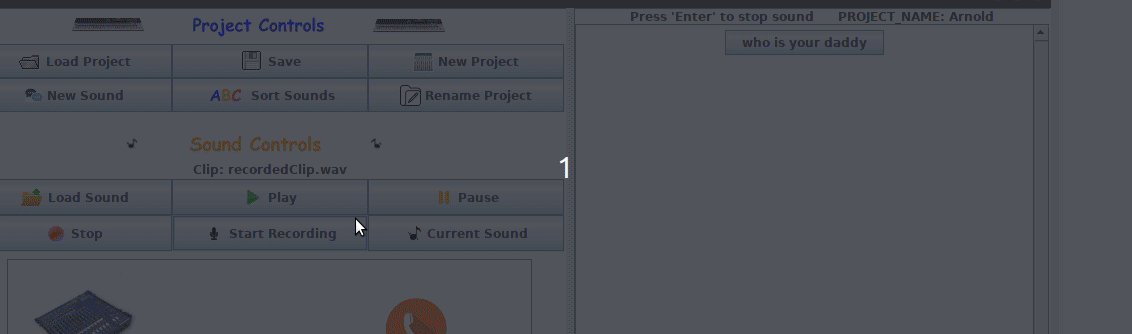 Press 'Enter' to stop sound PROJECT_NAME: Arnold
Project Controls
who is your daddy
Load Project Save New Project
New Sound ABC Sort Sounds Rename Project
Sound Controls
Clip: recordedClip.wav
1
Load Sound Play Pause
Stop Start Recording Current Sound